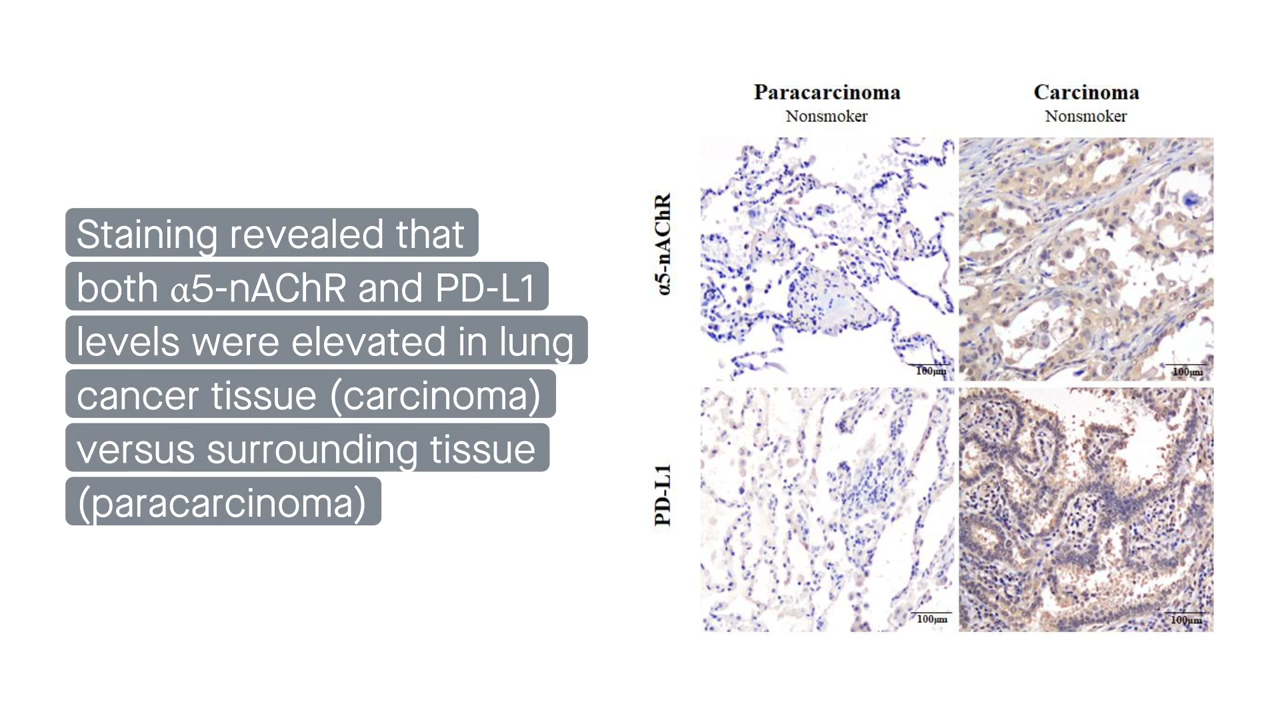 Staining revealed that
both α5-nAChR and PD-L1
levels were elevated in lung
cancer tissue (carcinoma)
versus surrounding tissue
(paracarcinoma)
Paracarcinoma
Nonsmoker
Carcinoma
Nonsmoker
α5-nAChR
100μm
100μm
PD-L1
100μm
100μm